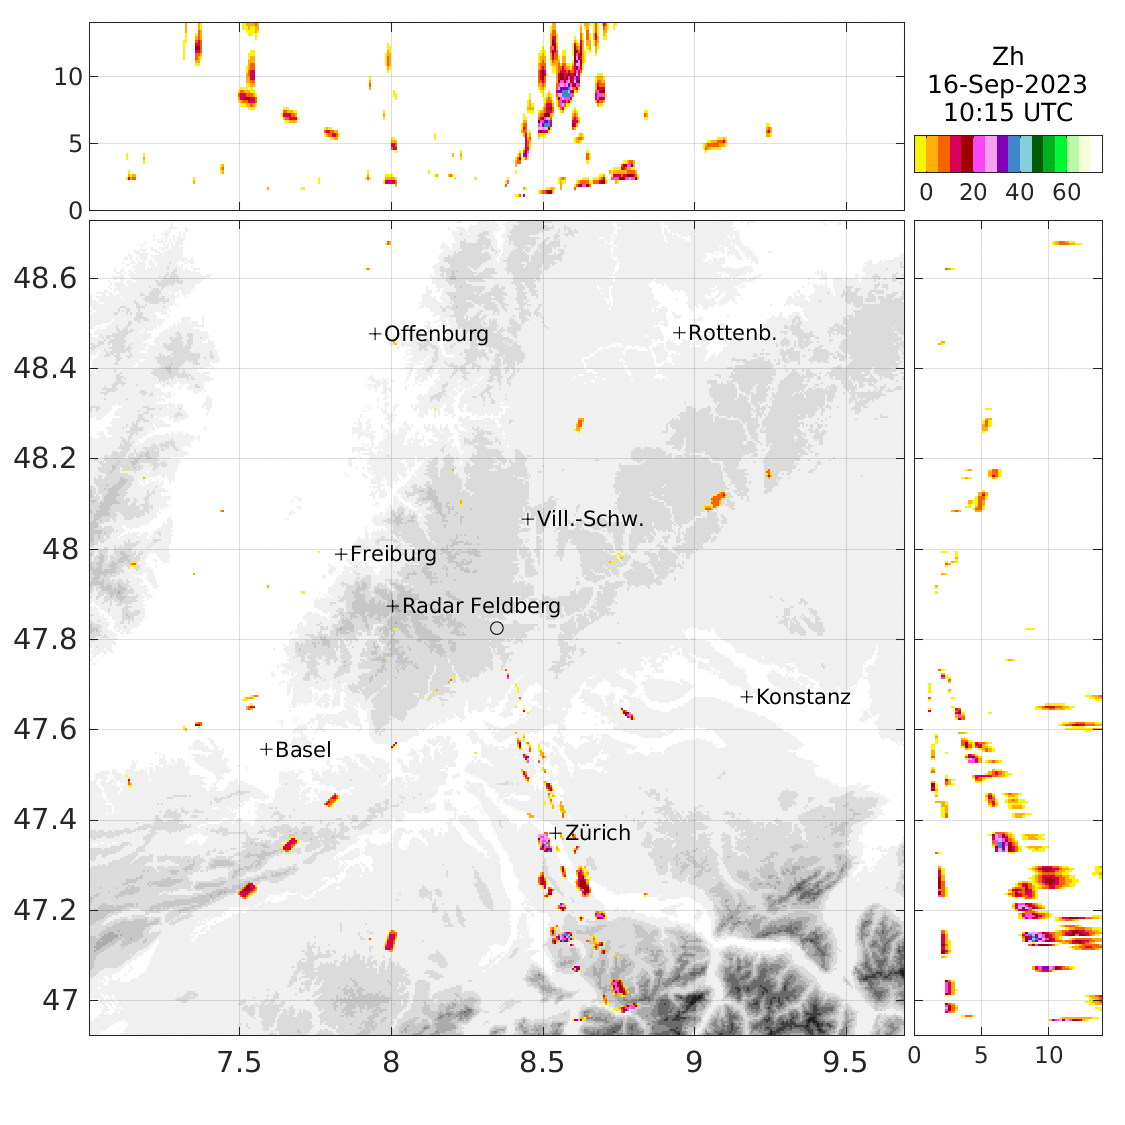 Zh
16-Sep-2023
10:15 UTC
0 20 40 60
10
5
0
48.6
48.4
48.2
48
47.8
47.6
47.4
47.2
47
+Offenburg
+Rottenb.
+Vill.-Schw.
+Freiburg
+Radar Feldberg
+Konstanz
+Basel
+Zürich
7.5 8 8.5 9 9.5
0 5 10